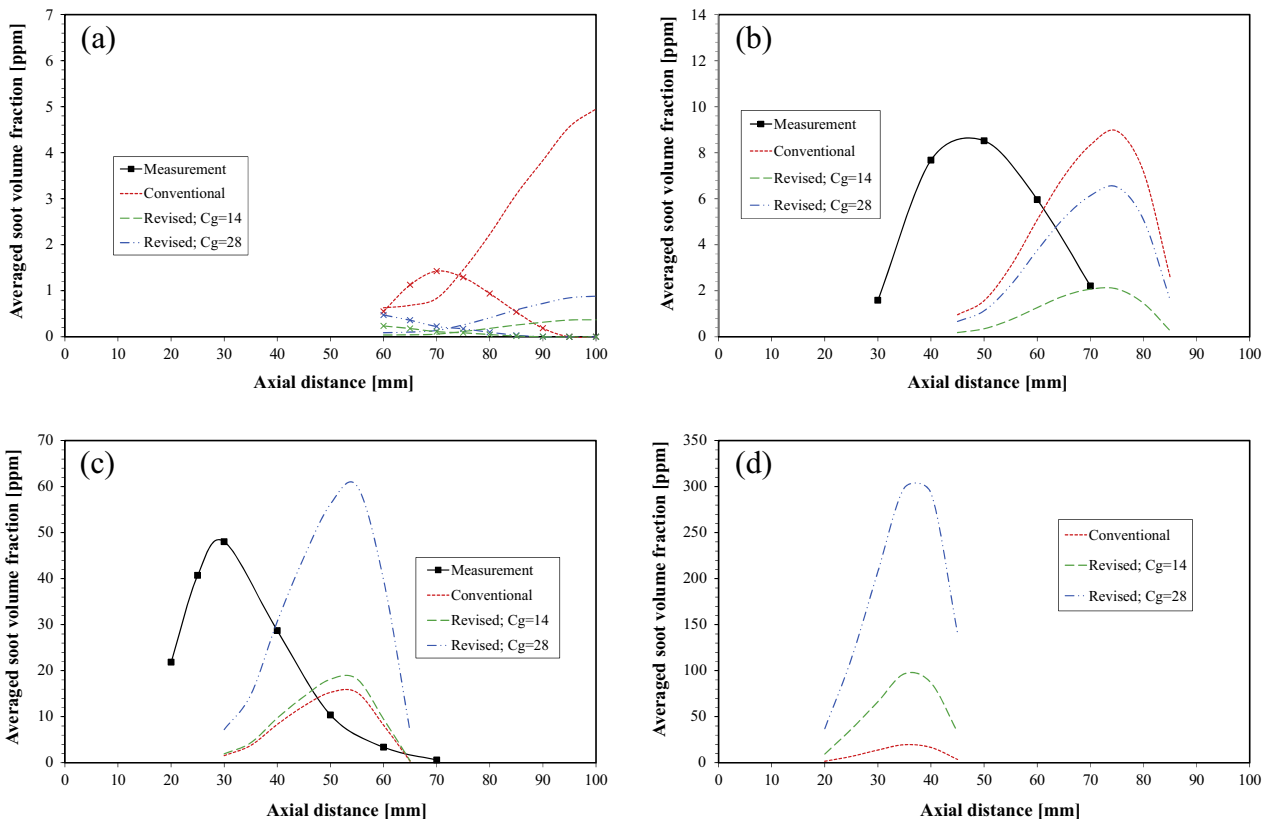 (a)
Averaged soot volume fraction [ppm]
7
6
5
4
3
2
1
0
Measurement
Conventional
Revised; Cg=14
Revised; Cg=28
0 10 20 30 40 50 60 70 80 90 100
Axial distance [mm]
(b)
Averaged soot volume fraction [ppm]
14
12
10
8
6
4
2
0
Measurement
Conventional
Revised; Cg=14
Revised; Cg=28
0 10 20 30 40 50 60 70 80 90 100
Axial distance [mm]
(c)
Averaged soot volume fraction [ppm]
70
60
50
40
30
20
10
0
Measurement
Conventional
Revised; Cg=14
Revised; Cg=28
0 10 20 30 40 50 60 70 80 90 100
Axial distance [mm]
(d)
Averaged soot volume fraction [ppm]
350
300
250
200
150
100
50
0
Conventional
Revised; Cg=14
Revised; Cg=28
0 10 20 30 40 50 60 70 80 90 100
Axial distance [mm]